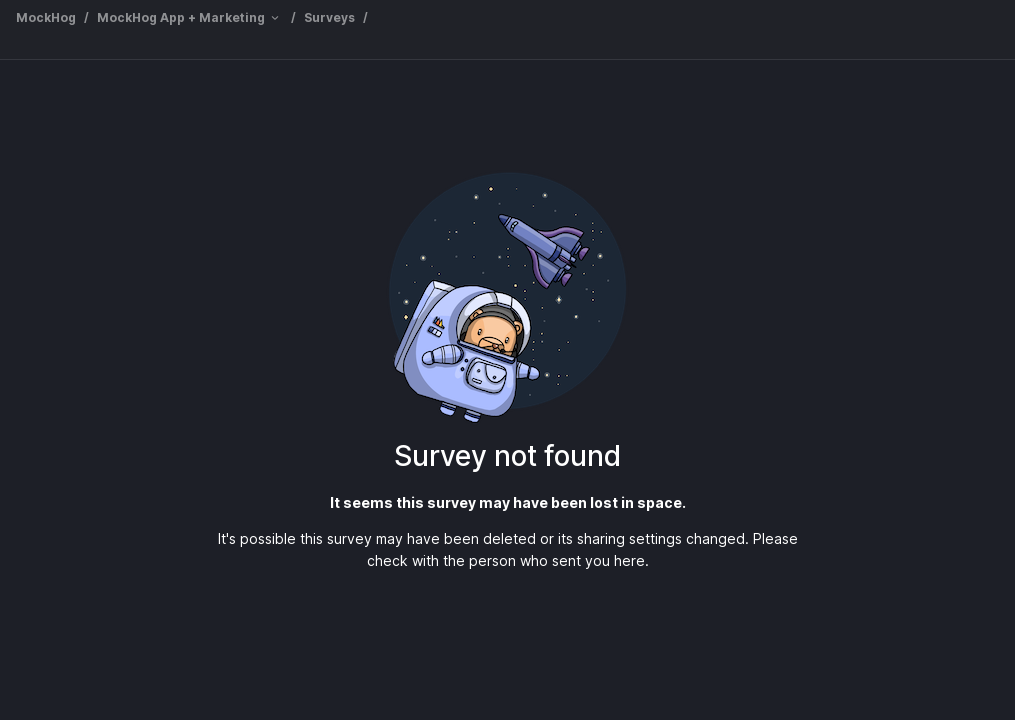 MockHog / MockHog App + Marketing / Surveys /
Survey not found
It seems this survey may have been lost in space.
It's possible this survey may have been deleted or its sharing settings changed. Please
check with the person who sent you here.